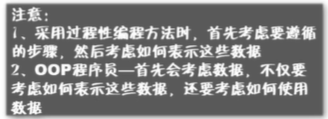 注意：
1、采用过程性编程方法时，首先考虑要遵循
的步骤，然后考虑如何表示这些数据
2、OOP程序员—首先会考虑数据，不仅要
考虑如何表示这些数据，还要考虑如何使用
数据